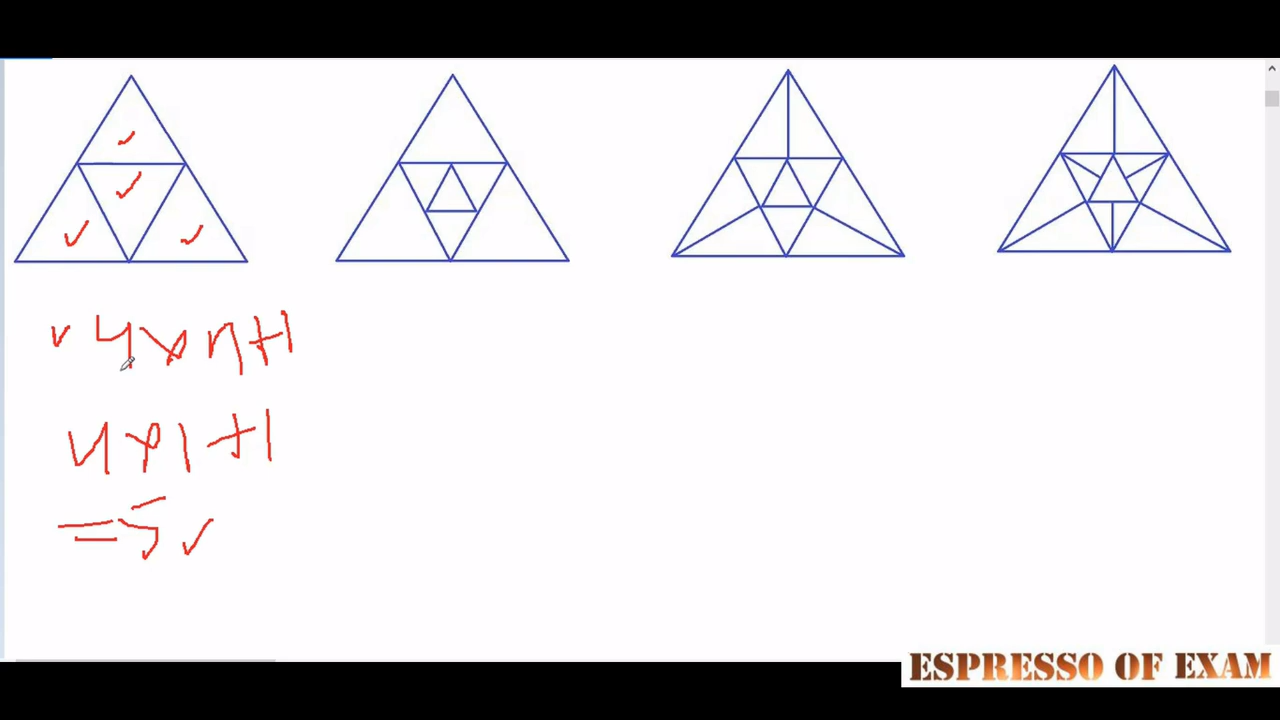 ✓ 4 × n + 1
4 × 1 + 1
= 5 ✓
ESPRESSO OF EXAM